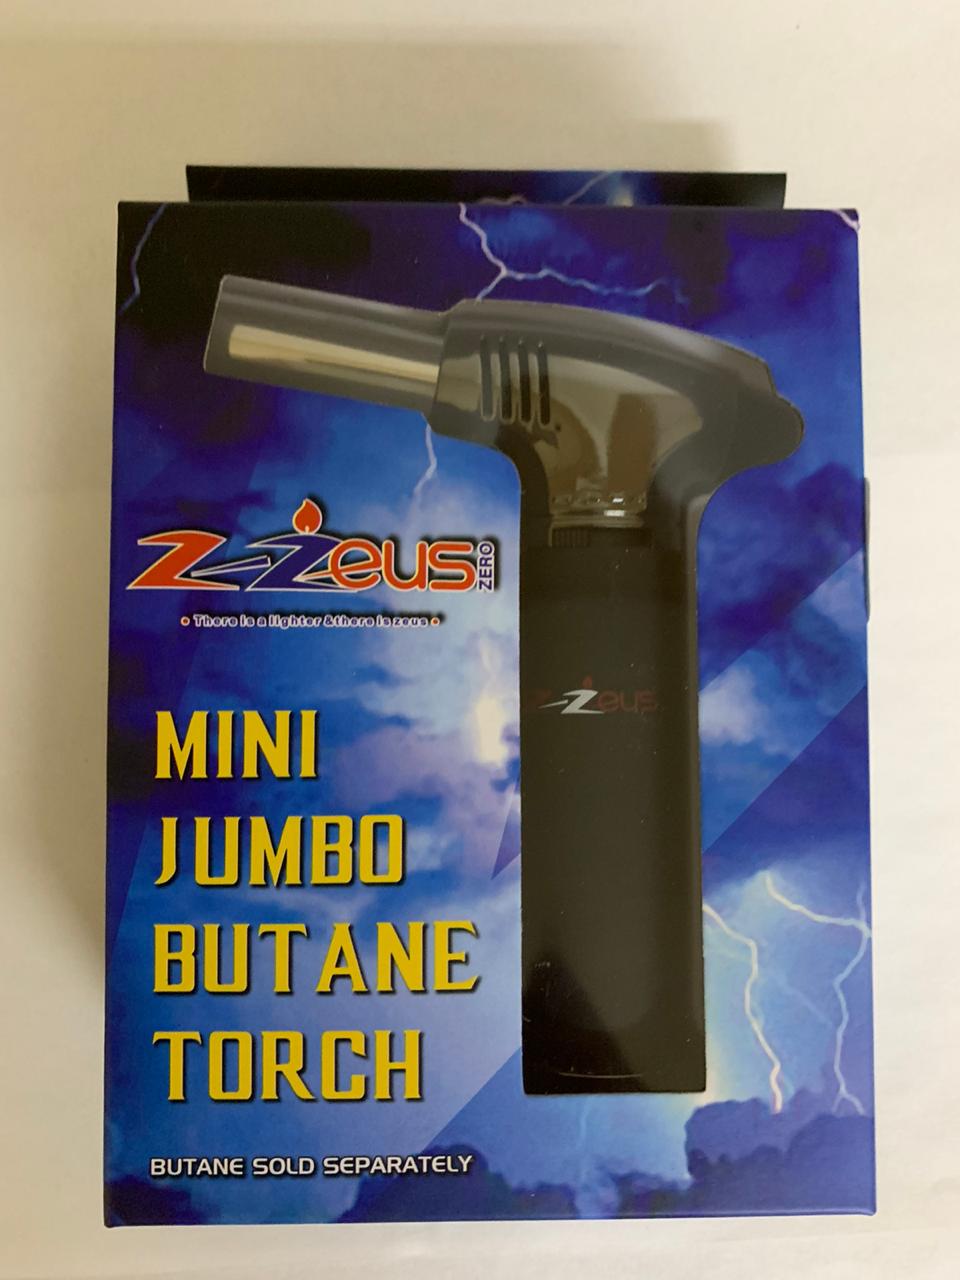 Z-Zeus ZERO
• There is a lighter & there is zeus •
Z-Zeus
MINI
JUMBO
BUTANE
TORCH
BUTANE SOLD SEPARATELY